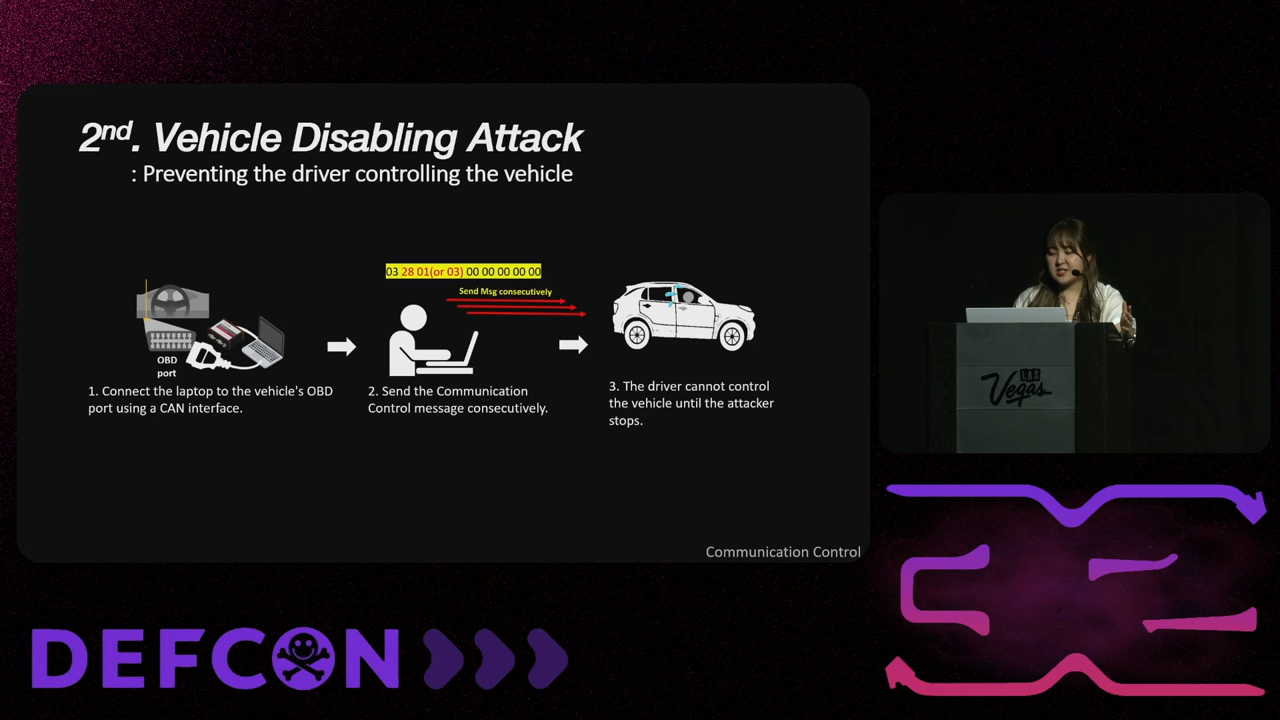 2nd. Vehicle Disabling Attack
: Preventing the driver controlling the vehicle
03 28 01(or 03) 00 00 00 00 00
Send Msg consecutively
OBD
port
1. Connect the laptop to the vehicle's OBD
port using a CAN interface.
2. Send the Communication
Control message consecutively.
3. The driver cannot control
the vehicle until the attacker
stops.
Communication Control
LAS
Vegas
DEFCON